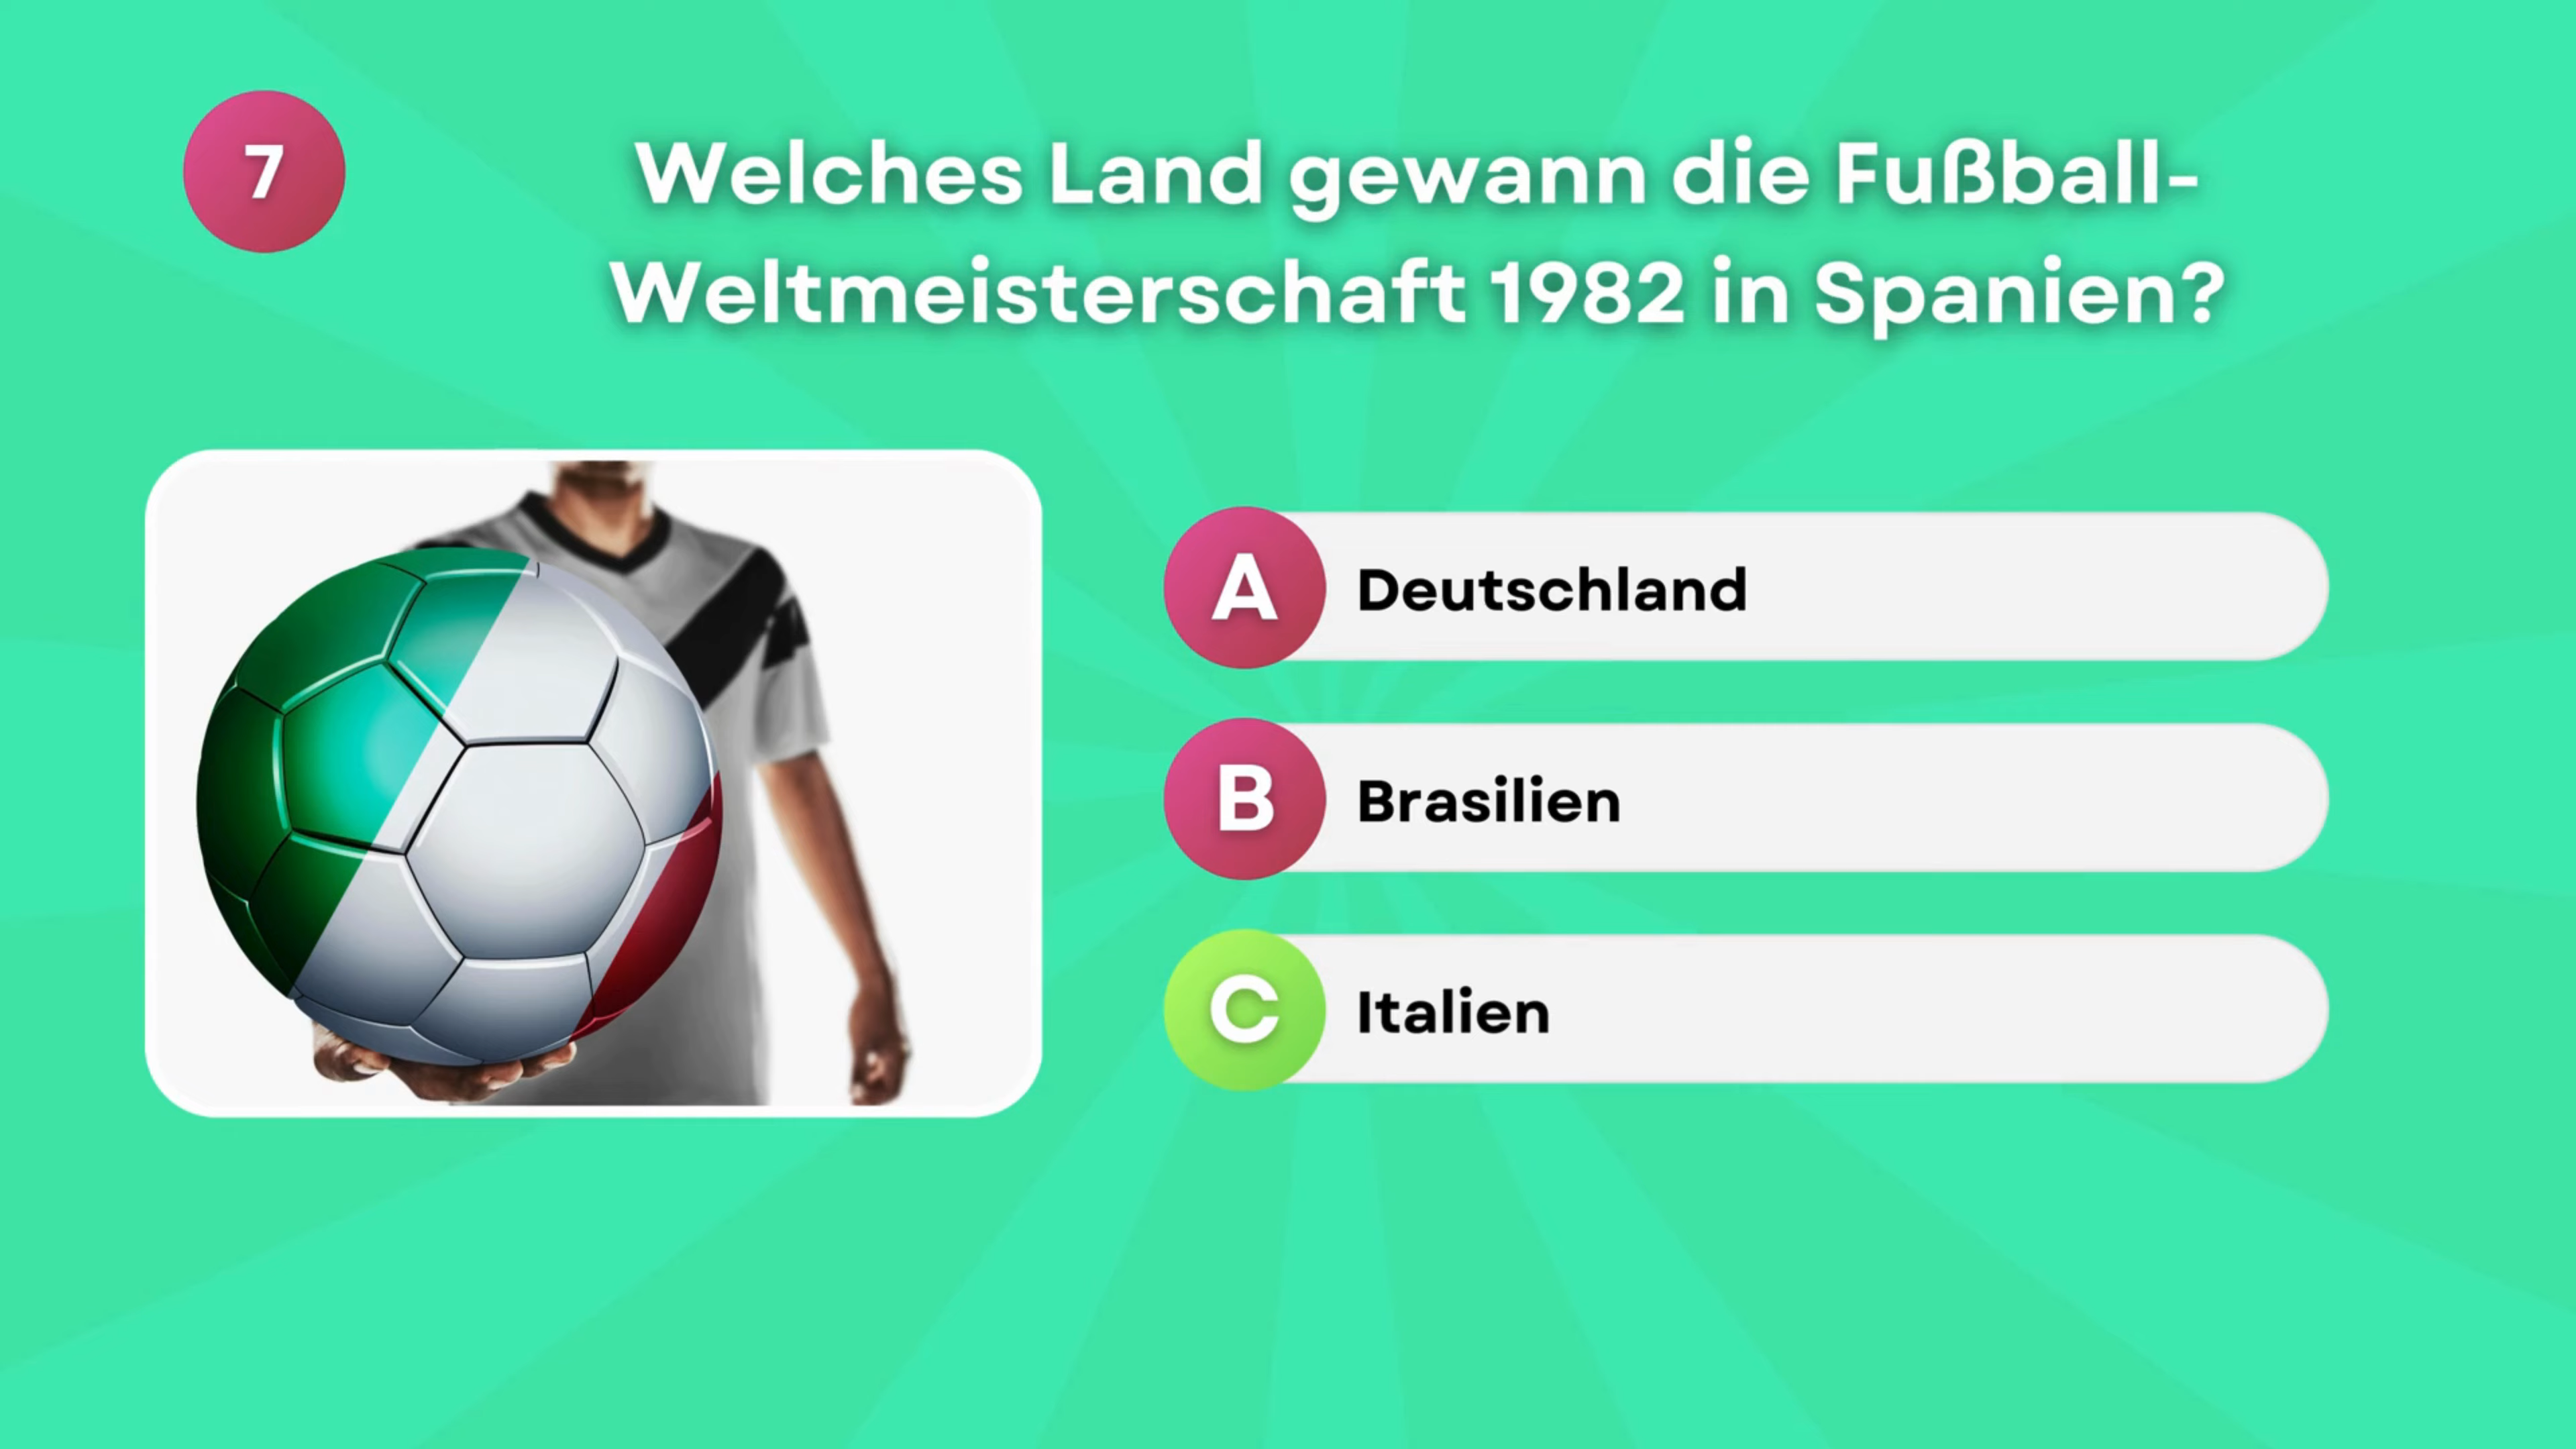 7
Welches Land gewann die Fußball-
Weltmeisterschaft 1982 in Spanien?
A Deutschland
B Brasilien
C Italien